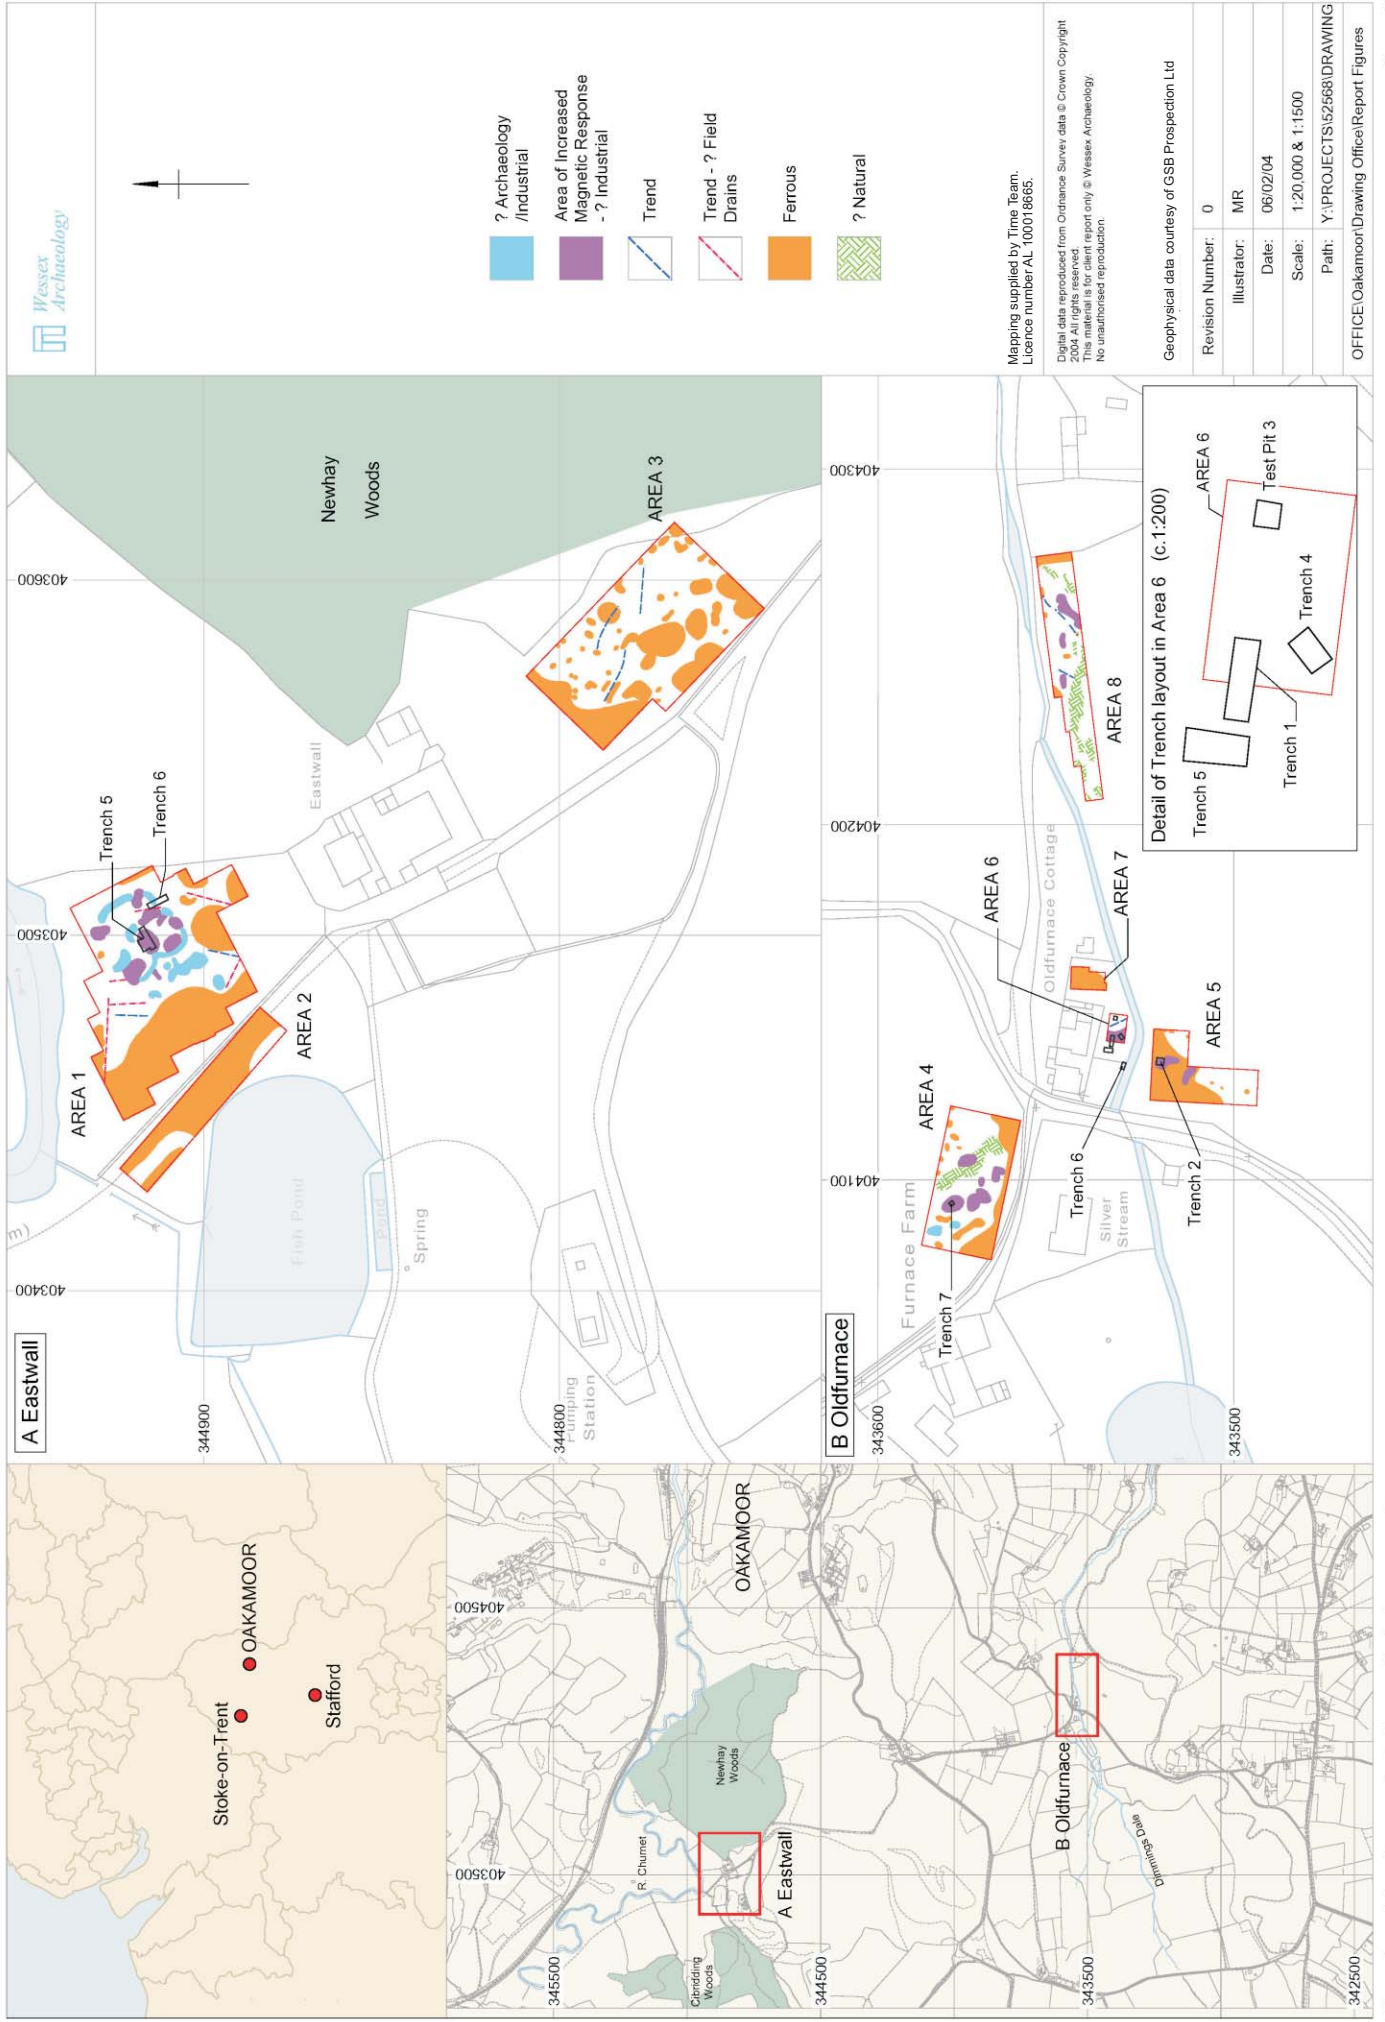 Stoke-on-Trent
OAKAMOOR
Stafford
404500
403500
345500
344500
343500
342500
R. Churnet
Newhay
Woods
OAKAMOOR
Cibridding
Woods
A Eastwall
B Oldfurnace
Dimmings Dale
A Eastwall
403400
403500
403600
344900
344800
m)
AREA 1
Trench 5
Trench 6
AREA 2
Fish Pond
Pond
Spring
Eastwall
Newhay
Woods
AREA 3
Pumping
Station
B Oldfurnace
404100
404200
404300
343600
343500
Furnace Farm
AREA 4
Trench 7
Oldfurnace Cottage
AREA 6
AREA 7
AREA 8
Trench 6
Silver
Stream
Trench 2
AREA 5
Detail of Trench layout in Area 6 (c.1:200)
Trench 5
AREA 6
Test Pit 3
Trench 4
Trench 1
Wessex
Archaeology
? Archaeology
/Industrial
Area of Increased
Magnetic Response
- ? Industrial
Trend
Trend - ? Field
Drains
Ferrous
? Natural
Mapping supplied by Time Team.
Licence number AL 100018665.
Digital data reproduced from Ordnance Survey data © Crown Copyright
2004 All rights reserved.
This material is for client report only © Wessex Archaeology.
No unauthorised reproduction.
Geophysical data courtesy of GSB Prospection Ltd
Revision Number: 0
Illustrator: MR
Date: 06/02/04
Scale: 1:20,000 & 1:1500
Path: Y:\PROJECTS\52568\DRAWING
OFFICE\Oakamoor\Drawing Office\Report Figures